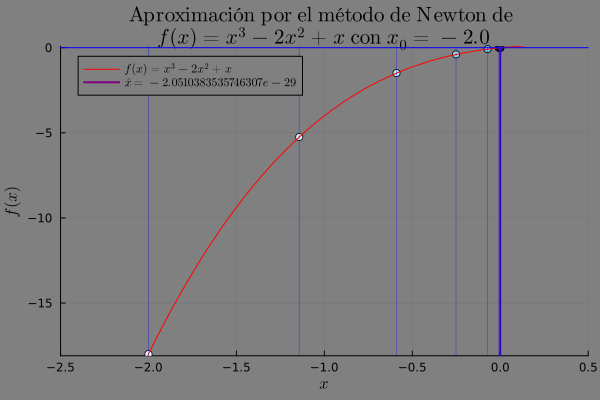 Aproximación por el método de Newton de
f(x) = x³ − 2x² + x con x₀ = − 2.0
f(x) = x³ − 2x² + x
x̂ = − 2.0510383535746307e − 29
0
−5
−10
−15
f(x)
−2.5 −2.0 −1.5 −1.0 −0.5 0.0 0.5
x